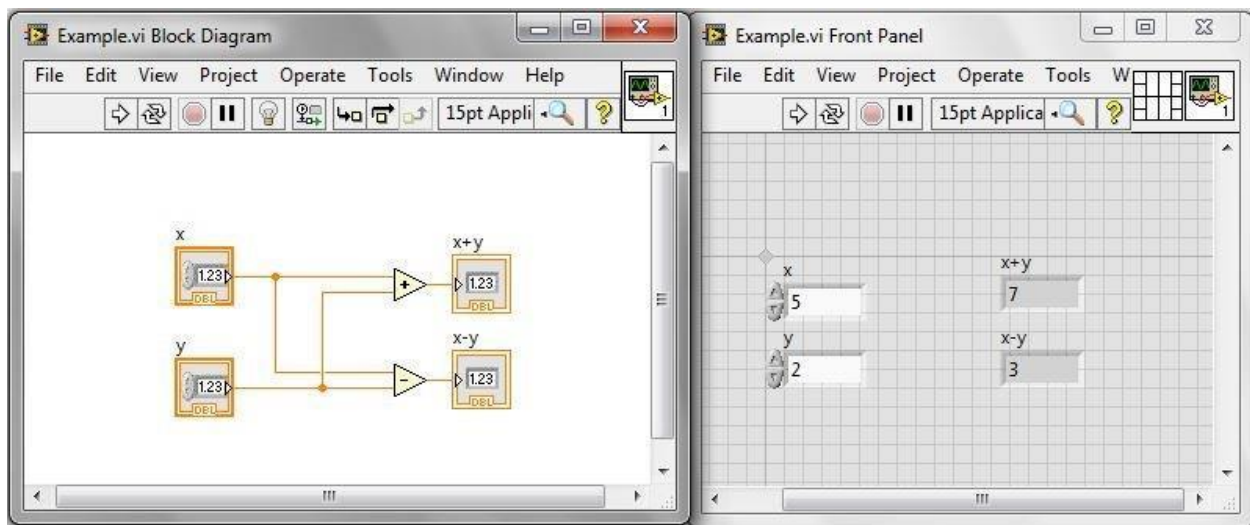 Example.vi Block Diagram
File Edit View Project Operate Tools Window Help
15pt Appli
1
x
1.23
DBL
y
1.23
DBL
+
-
x+y
1.23
DBL
x-y
1.23
DBL
Example.vi Front Panel
File Edit View Project Operate Tools W
15pt Applica
1
x
5
y
2
x+y
7
x-y
3